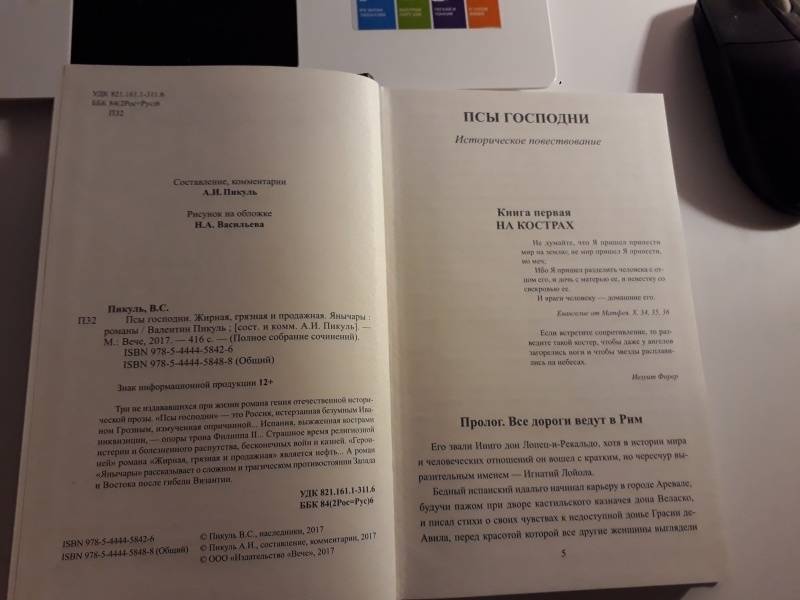 УДК 821.161.1-311.6
ББК 84(2Рос=Рус)6
П32
Составление, комментарии
А.И. Пикуль
Рисунок на обложке
Н.А. Васильева
Пикуль, В.С.
П32 Псы господни. Жирная, грязная и продажная. Янычары :
романы / Валентин Пикуль ; [сост. и комм. А.И. Пикуль]. —
М. : Вече, 2017. — 416 с. — (Полное собрание сочинений).
ISBN 978-5-4444-5842-6
ISBN 978-5-4444-5848-8 (Общий)
Знак информационной продукции 12+
Три не издававшихся при жизни романа гения отечественной истори-
ческой прозы. «Псы господни» — это Россия, истерзанная безумным Ива-
ном Грозным, измученная опричниной... Испания, выжженная кострами
инквизиции, — опоры трона Филиппа II... Страшное время религиозной
истерии и болезненного распутства, бесконечных войн и казней. «Герои-
ней» романа «Жирная, грязная и продажная» является нефть... А роман
«Янычары» рассказывает о сложном и трагическом противостоянии Запада
и Востока после гибели Византии.
УДК 821.161.1-311.6
ББК 84(2Рос=Рус)6
ISBN 978-5-4444-5842-6
ISBN 978-5-4444-5848-8 (Общий)
© Пикуль В.С., наследники, 2017
© Пикуль А.И., составление, комментарии, 2017
© ООО «Издательство «Вече», 2017
ПСЫ ГОСПОДНИ
Историческое повествование
Книга первая
НА КОСТРАХ
Не думайте, что Я пришел принести
мир на землю; не мир пришел Я принести,
но меч;
Ибо Я пришел разделить человека с от-
цом его, и дочь с матерью ее, и невестку со
свекровью ее.
И враги человеку — домашние его.
Евангелие от Матфея. X, 34, 35, 36
Если встретите сопротивление, то раз-
ведите такой костер, чтобы даже у ангелов
загорелись ноги и чтобы звезды расплави-
лись на небесах.
Иезуит Фарер
Пролог. Все дороги ведут в Рим
Его звали Иниго дон Лопец-и-Рекальдо, хотя в истории мира
и человеческих отношений он вошел с кратким, но чересчур вы-
разительным именем — Игнатий Лойола.
Бедный испанский идальго начинал карьеру в городе Аревале,
будучи пажом при дворе кастильского казначея дона Веласко,
и писал стихи о своих чувствах к недоступной донье Грасии де-
Авила, перед красотой которой все другие женщины выглядели
5